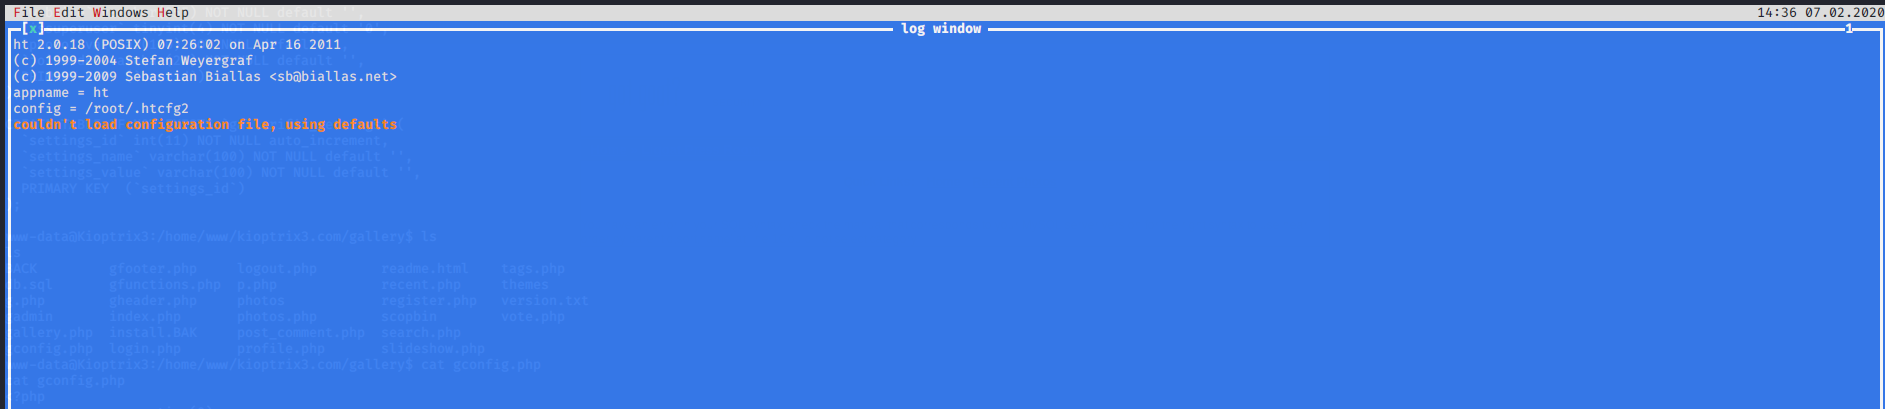 File Edit Windows Help 14:36 07.02.2020
[x] log window 1
ht 2.0.18 (POSIX) 07:26:02 on Apr 16 2011
(c) 1999-2004 Stefan Weyergraf
(c) 1999-2009 Sebastian Biallas <sb@biallas.net>
appname = ht
config = /root/.htcfg2
couldn't load configuration file, using defaults
`settings_id` int(11) NOT NULL auto_increment,
`settings_name` varchar(100) NOT NULL default '',
`settings_value` varchar(100) NOT NULL default '',
PRIMARY KEY (`settings_id`)
;
ww-data@Kioptrix3:/home/www/kioptrix3.com/gallery$ ls
s
ACK gfooter.php logout.php readme.html tags.php
b.sql gfunctions.php p.php recent.php themes
.php gheader.php photos register.php version.txt
admin index.php photos.php scopbin vote.php
allery.php install.BAK post_comment.php search.php
config.php login.php profile.php slideshow.php
ww-data@Kioptrix3:/home/www/kioptrix3.com/gallery$ cat gconfig.php
at gconfig.php
?php